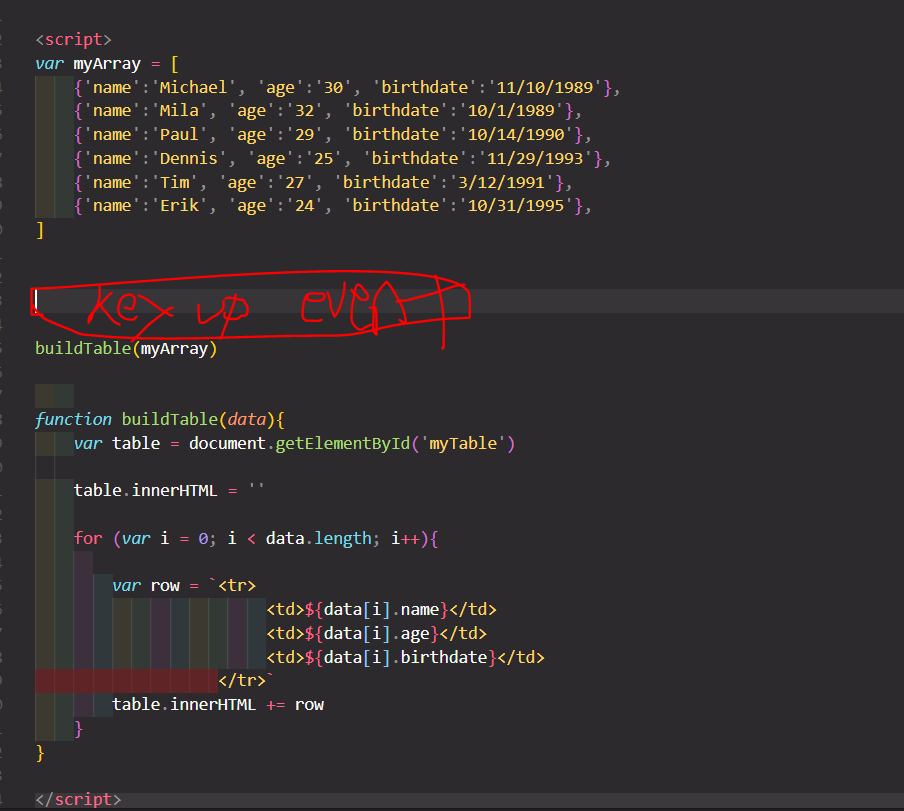 <script>
var myArray = [
{'name':'Michael', 'age':'30', 'birthdate':'11/10/1989'},
{'name':'Mila', 'age':'32', 'birthdate':'10/1/1989'},
{'name':'Paul', 'age':'29', 'birthdate':'10/14/1990'},
{'name':'Dennis', 'age':'25', 'birthdate':'11/29/1993'},
{'name':'Tim', 'age':'27', 'birthdate':'3/12/1991'},
{'name':'Erik', 'age':'24', 'birthdate':'10/31/1995'},
]
key up event
buildTable(myArray)
function buildTable(data){
var table = document.getElementById('myTable')
table.innerHTML = ''
for (var i = 0; i < data.length; i++){
var row = `<tr>
<td>${data[i].name}</td>
<td>${data[i].age}</td>
<td>${data[i].birthdate}</td>
</tr>`
table.innerHTML += row
}
}
</script>